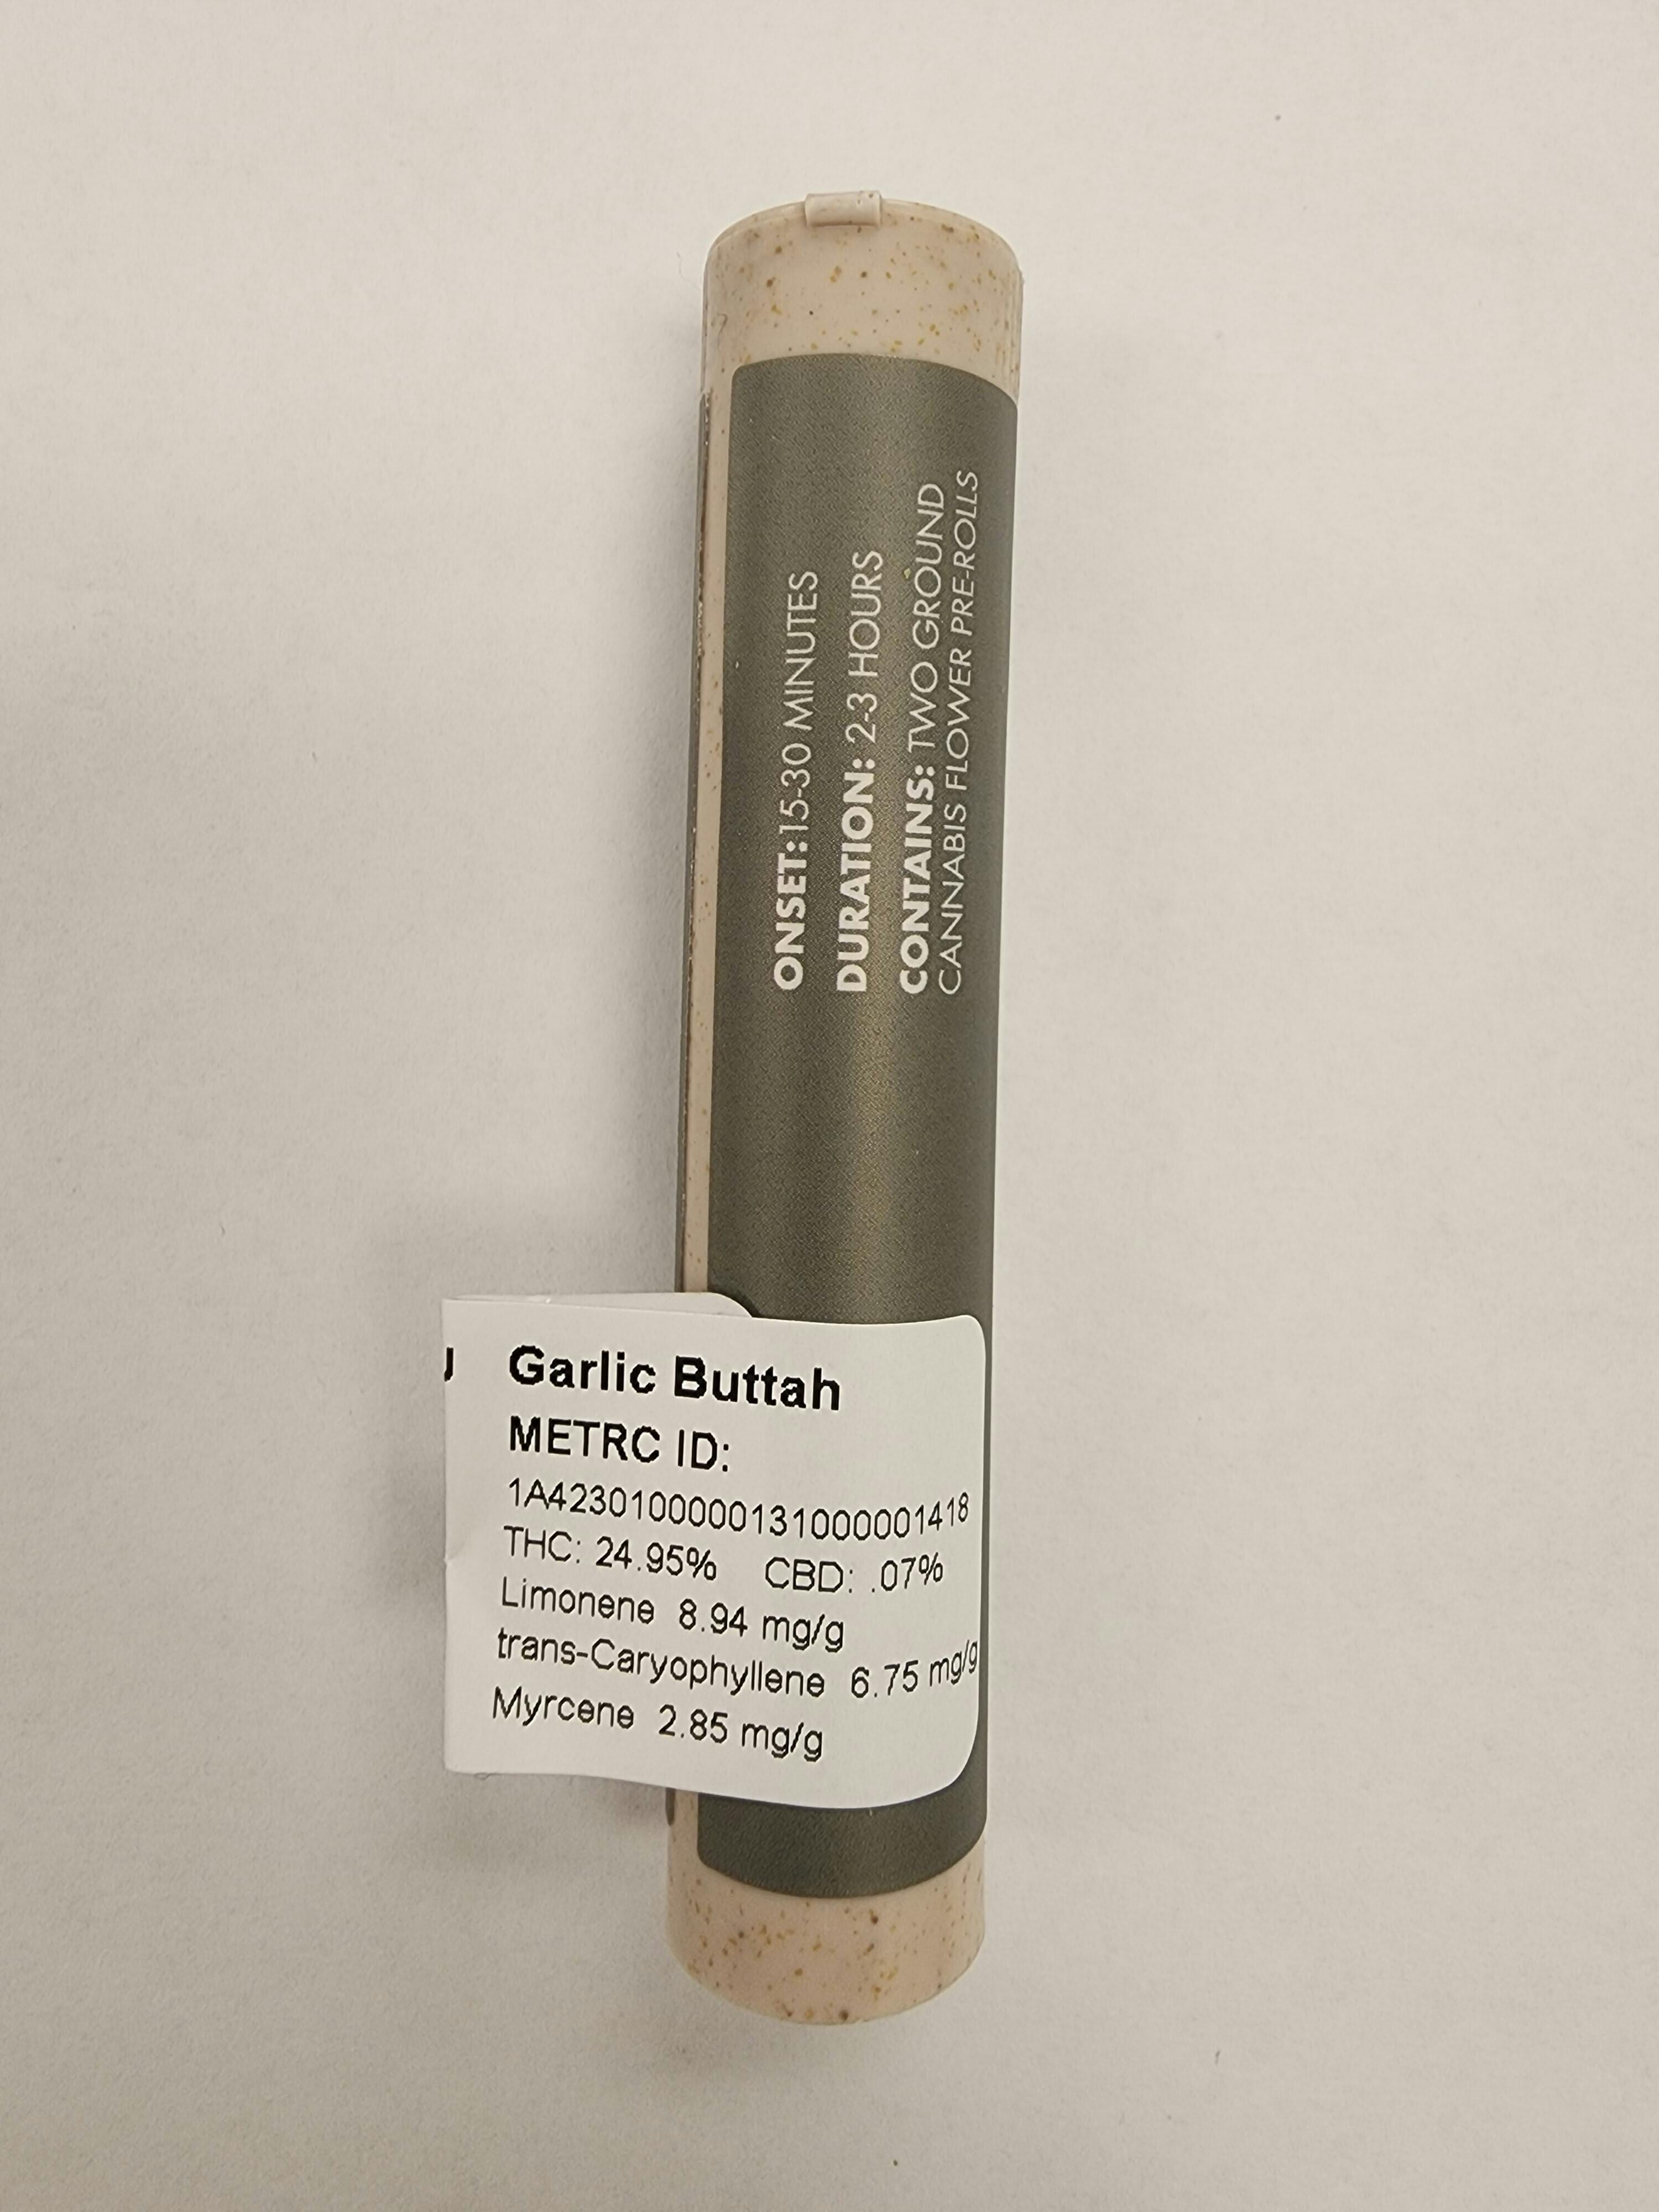 ONSET:15-30 MINUTES
DURATION: 2-3 HOURS
CONTAINS: TWO GROUND
CANNABIS FLOWER PRE-ROLLS
Garlic Buttah
METRC ID:
1A4230100000131000001418
THC: 24.95% CBD: .07%
Limonene 8.94 mg/g
trans-Caryophyllene 6.75 mg/g
Myrcene 2.85 mg/g